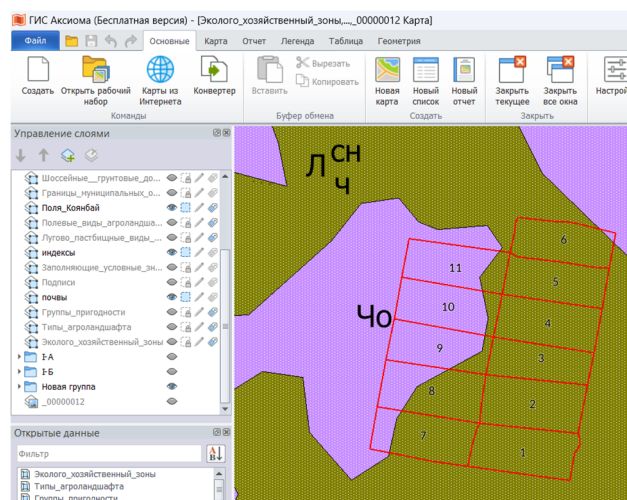 ГИС Аксиома (Бесплатная версия) - [Эколого_хозяйственный_зоны,...,_00000012 Карта]
Файл Основные Карта Отчет Легенда Таблица Геометрия
Создать Открыть рабочий набор Карты из Интернета Конвертер
Вставить Вырезать Копировать
Новая карта Новый список Новый отчет
Закрыть текущее Закрыть все окна
Настрой
Команды Буфер обмена Создать Закрыть
Управление слоями
Шоссейные__грунтовые_до...
Границы_муниципальных_о...
Поля_Коянбай
Полевые_виды_агроландша...
Лугово_пастбищные_виды_...
индексы
Заполняющие_условные_зн...
Подписи
почвы
Группы_пригодности
Типы_агроландшафта
Эколого_хозяйственный_зоны
I-А
I-Б
Новая группа
_00000012
Открытые данные
Фильтр
Эколого_хозяйственный_зоны
Типы_агроландшафта
Группы_пригодности
Л СН
Ч
Чо
6
11
5
10
4
9
3
8
2
7
1